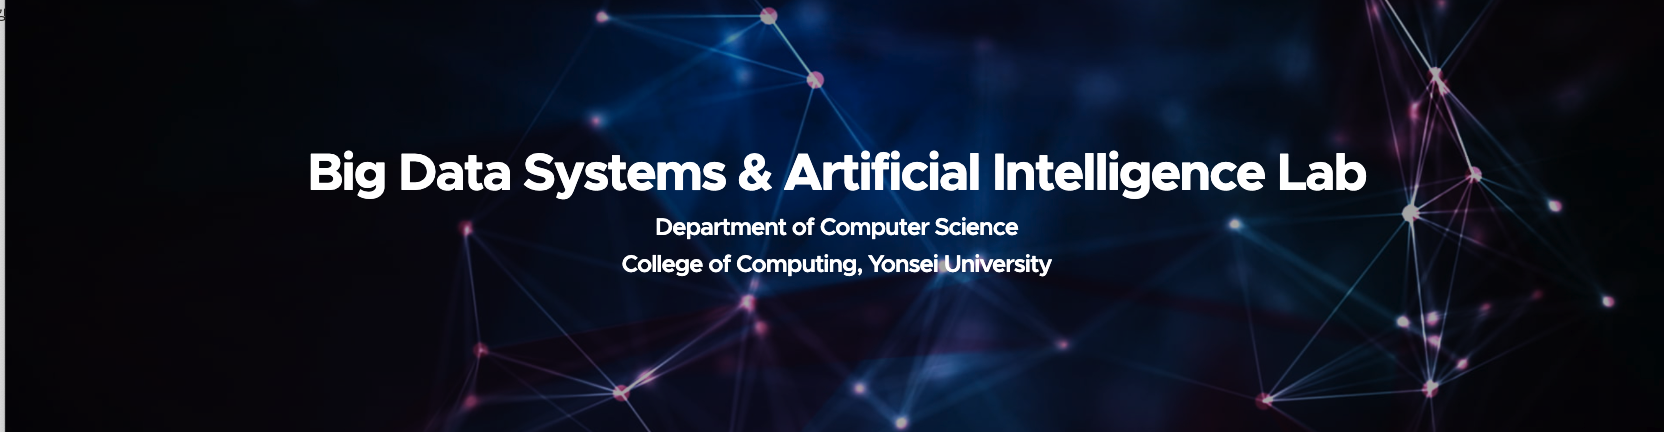 Big Data Systems & Artificial Intelligence Lab
Department of Computer Science
College of Computing, Yonsei University